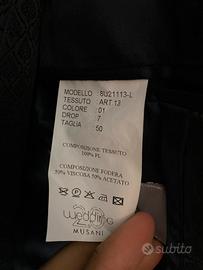 MODELLO 8U21113-L
TESSUTO ART 13
COLORE 01
DROP 7
TAGLIA 50
COMPOSIZIONE TESSUTO
100% PL
COMPOSIZIONE FODERA
50% VISCOSA 50% ACETATO
wedding
MUSANI
subito